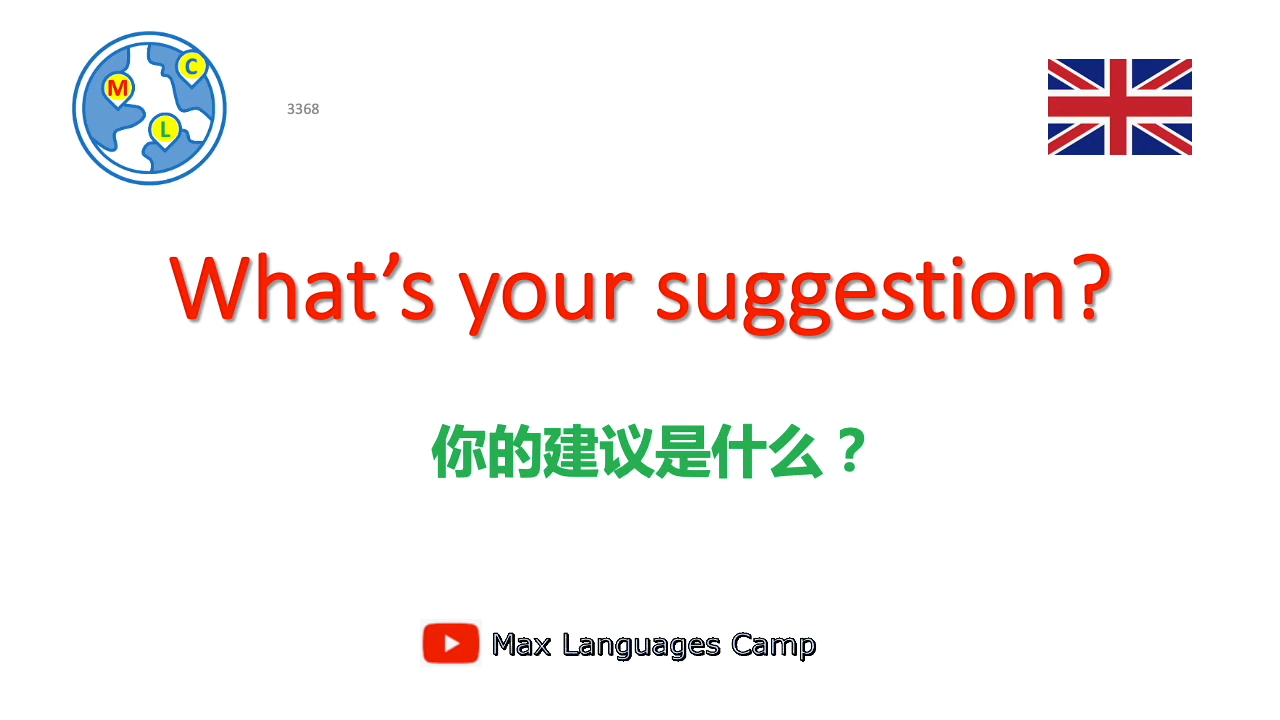 M
C
L
3368
What’s your suggestion?
你的建议是什么？
Max Languages Camp